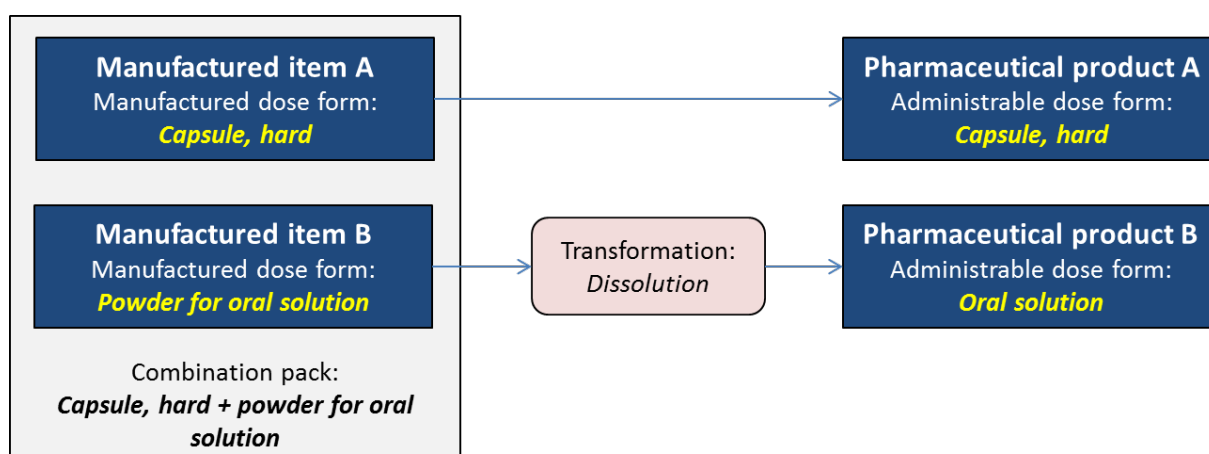 Manufactured item A
Manufactured dose form:
Capsule, hard
Pharmaceutical product A
Administrable dose form:
Capsule, hard
Manufactured item B
Manufactured dose form:
Powder for oral solution
Transformation:
Dissolution
Pharmaceutical product B
Administrable dose form:
Oral solution
Combination pack:
Capsule, hard + powder for oral
solution